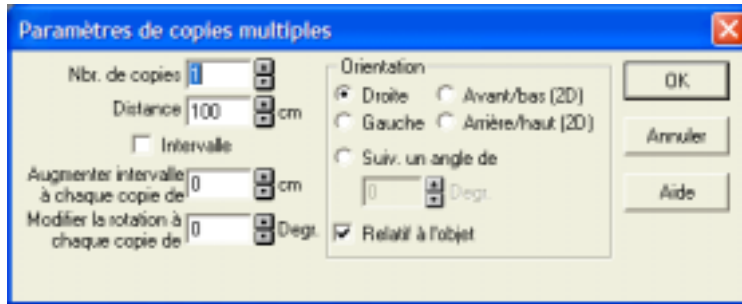 Paramètres de copies multiples
Nbr. de copies 1
Distance 100 cm
Intervalle
Augmenter intervalle
à chaque copie de 0 cm
Modifier la rotation à
chaque copie de 0 Degr.
Orientation
Droite Avant/bas (2D)
Gauche Arrière/haut (2D)
Suiv. un angle de
0 Degr.
Relatif à l'objet
OK
Annuler
Aide